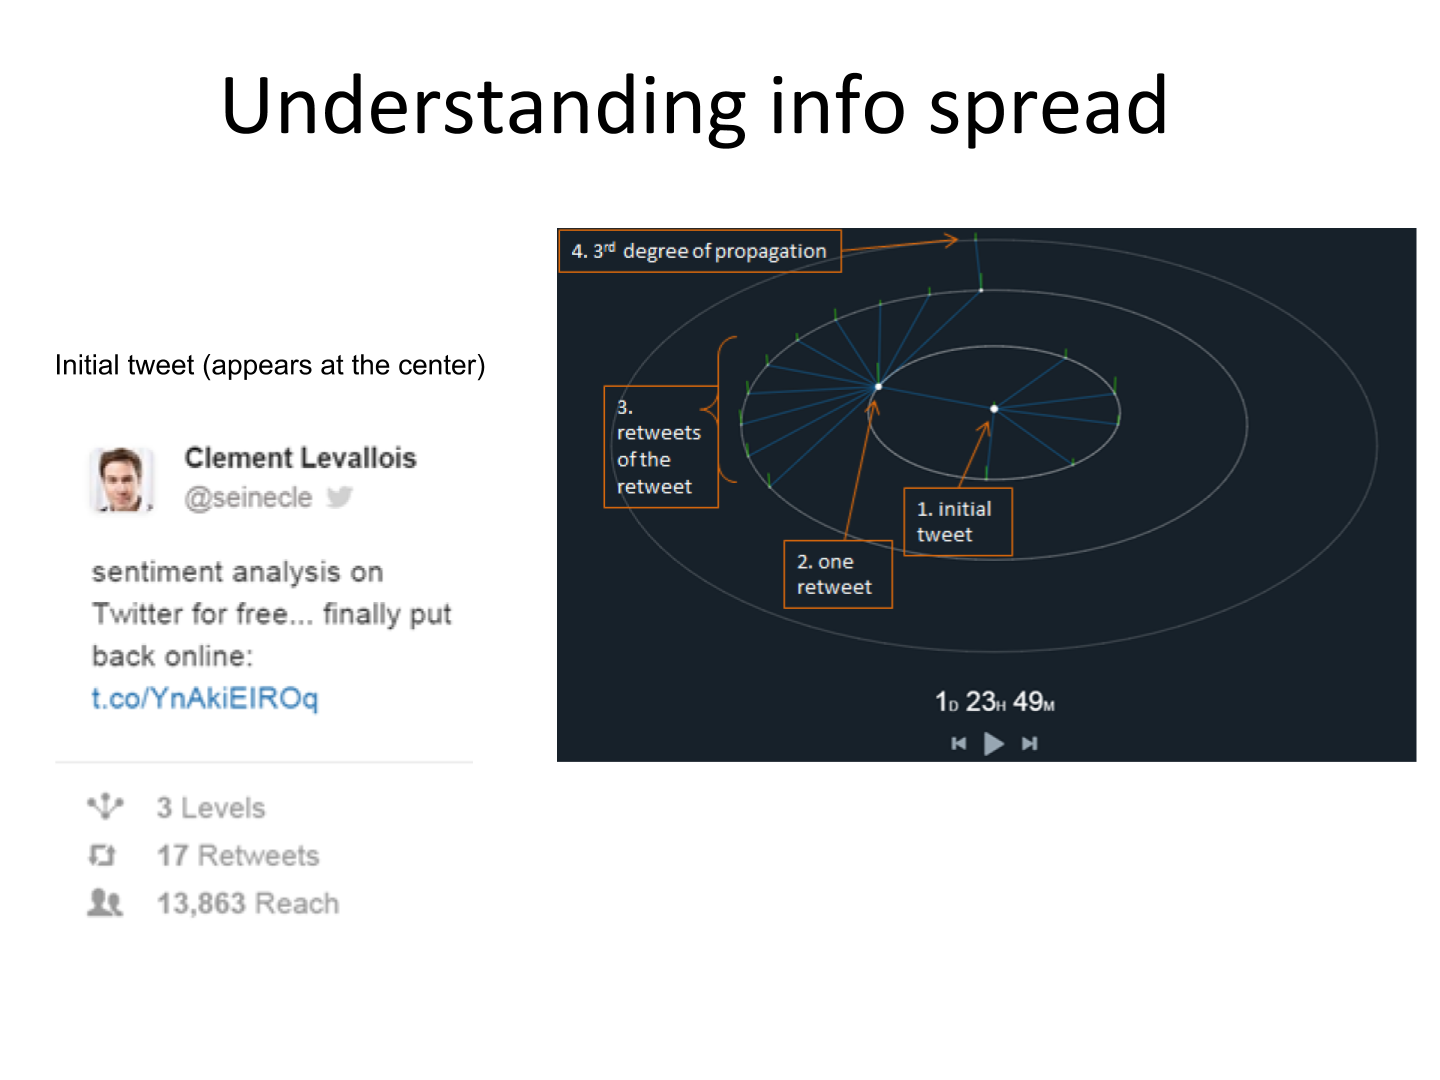 Understanding info spread
Initial tweet (appears at the center)
Clement Levallois
@seinecle
sentiment analysis on
Twitter for free... finally put
back online:
t.co/YnAkiEIROq
3 Levels
17 Retweets
13,863 Reach
4. 3rd degree of propagation
3.
retweets
of the
retweet
1. initial
tweet
2. one
retweet
1D 23H 49M